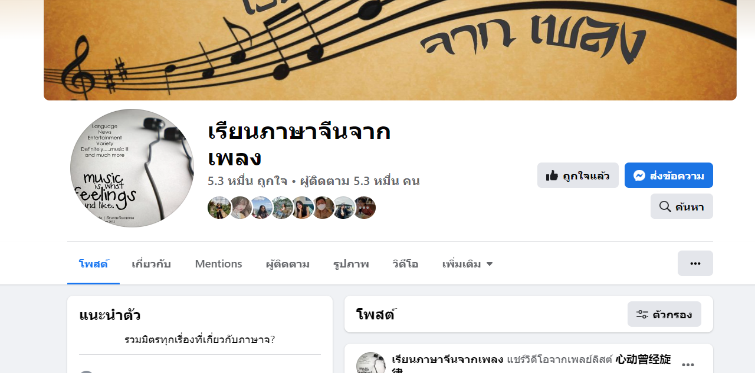 จาก เพลง
Language
News
Entertainment
Variety
Definitely.....music !!
and much more
music
is what
feelings
sound like.
เรียนภาษาจีนจาก
เพลง
5.3 หมื่น ถูกใจ • ผู้ติดตาม 5.3 หมื่น คน
ถูกใจแล้ว
ส่งข้อความ
ค้นหา
โพสต์
เกี่ยวกับ
Mentions
ผู้ติดตาม
รูปภาพ
วิดีโอ
เพิ่มเติม
แนะนำตัว
รวมมิตรทุกเรื่องที่เกี่ยวกับภาษาจ?
โพสต์
ตัวกรอง
เรียนภาษาจีนจากเพลง แชร์วิดีโอจากเพลย์ลิสต์ 心动曾经旋
律